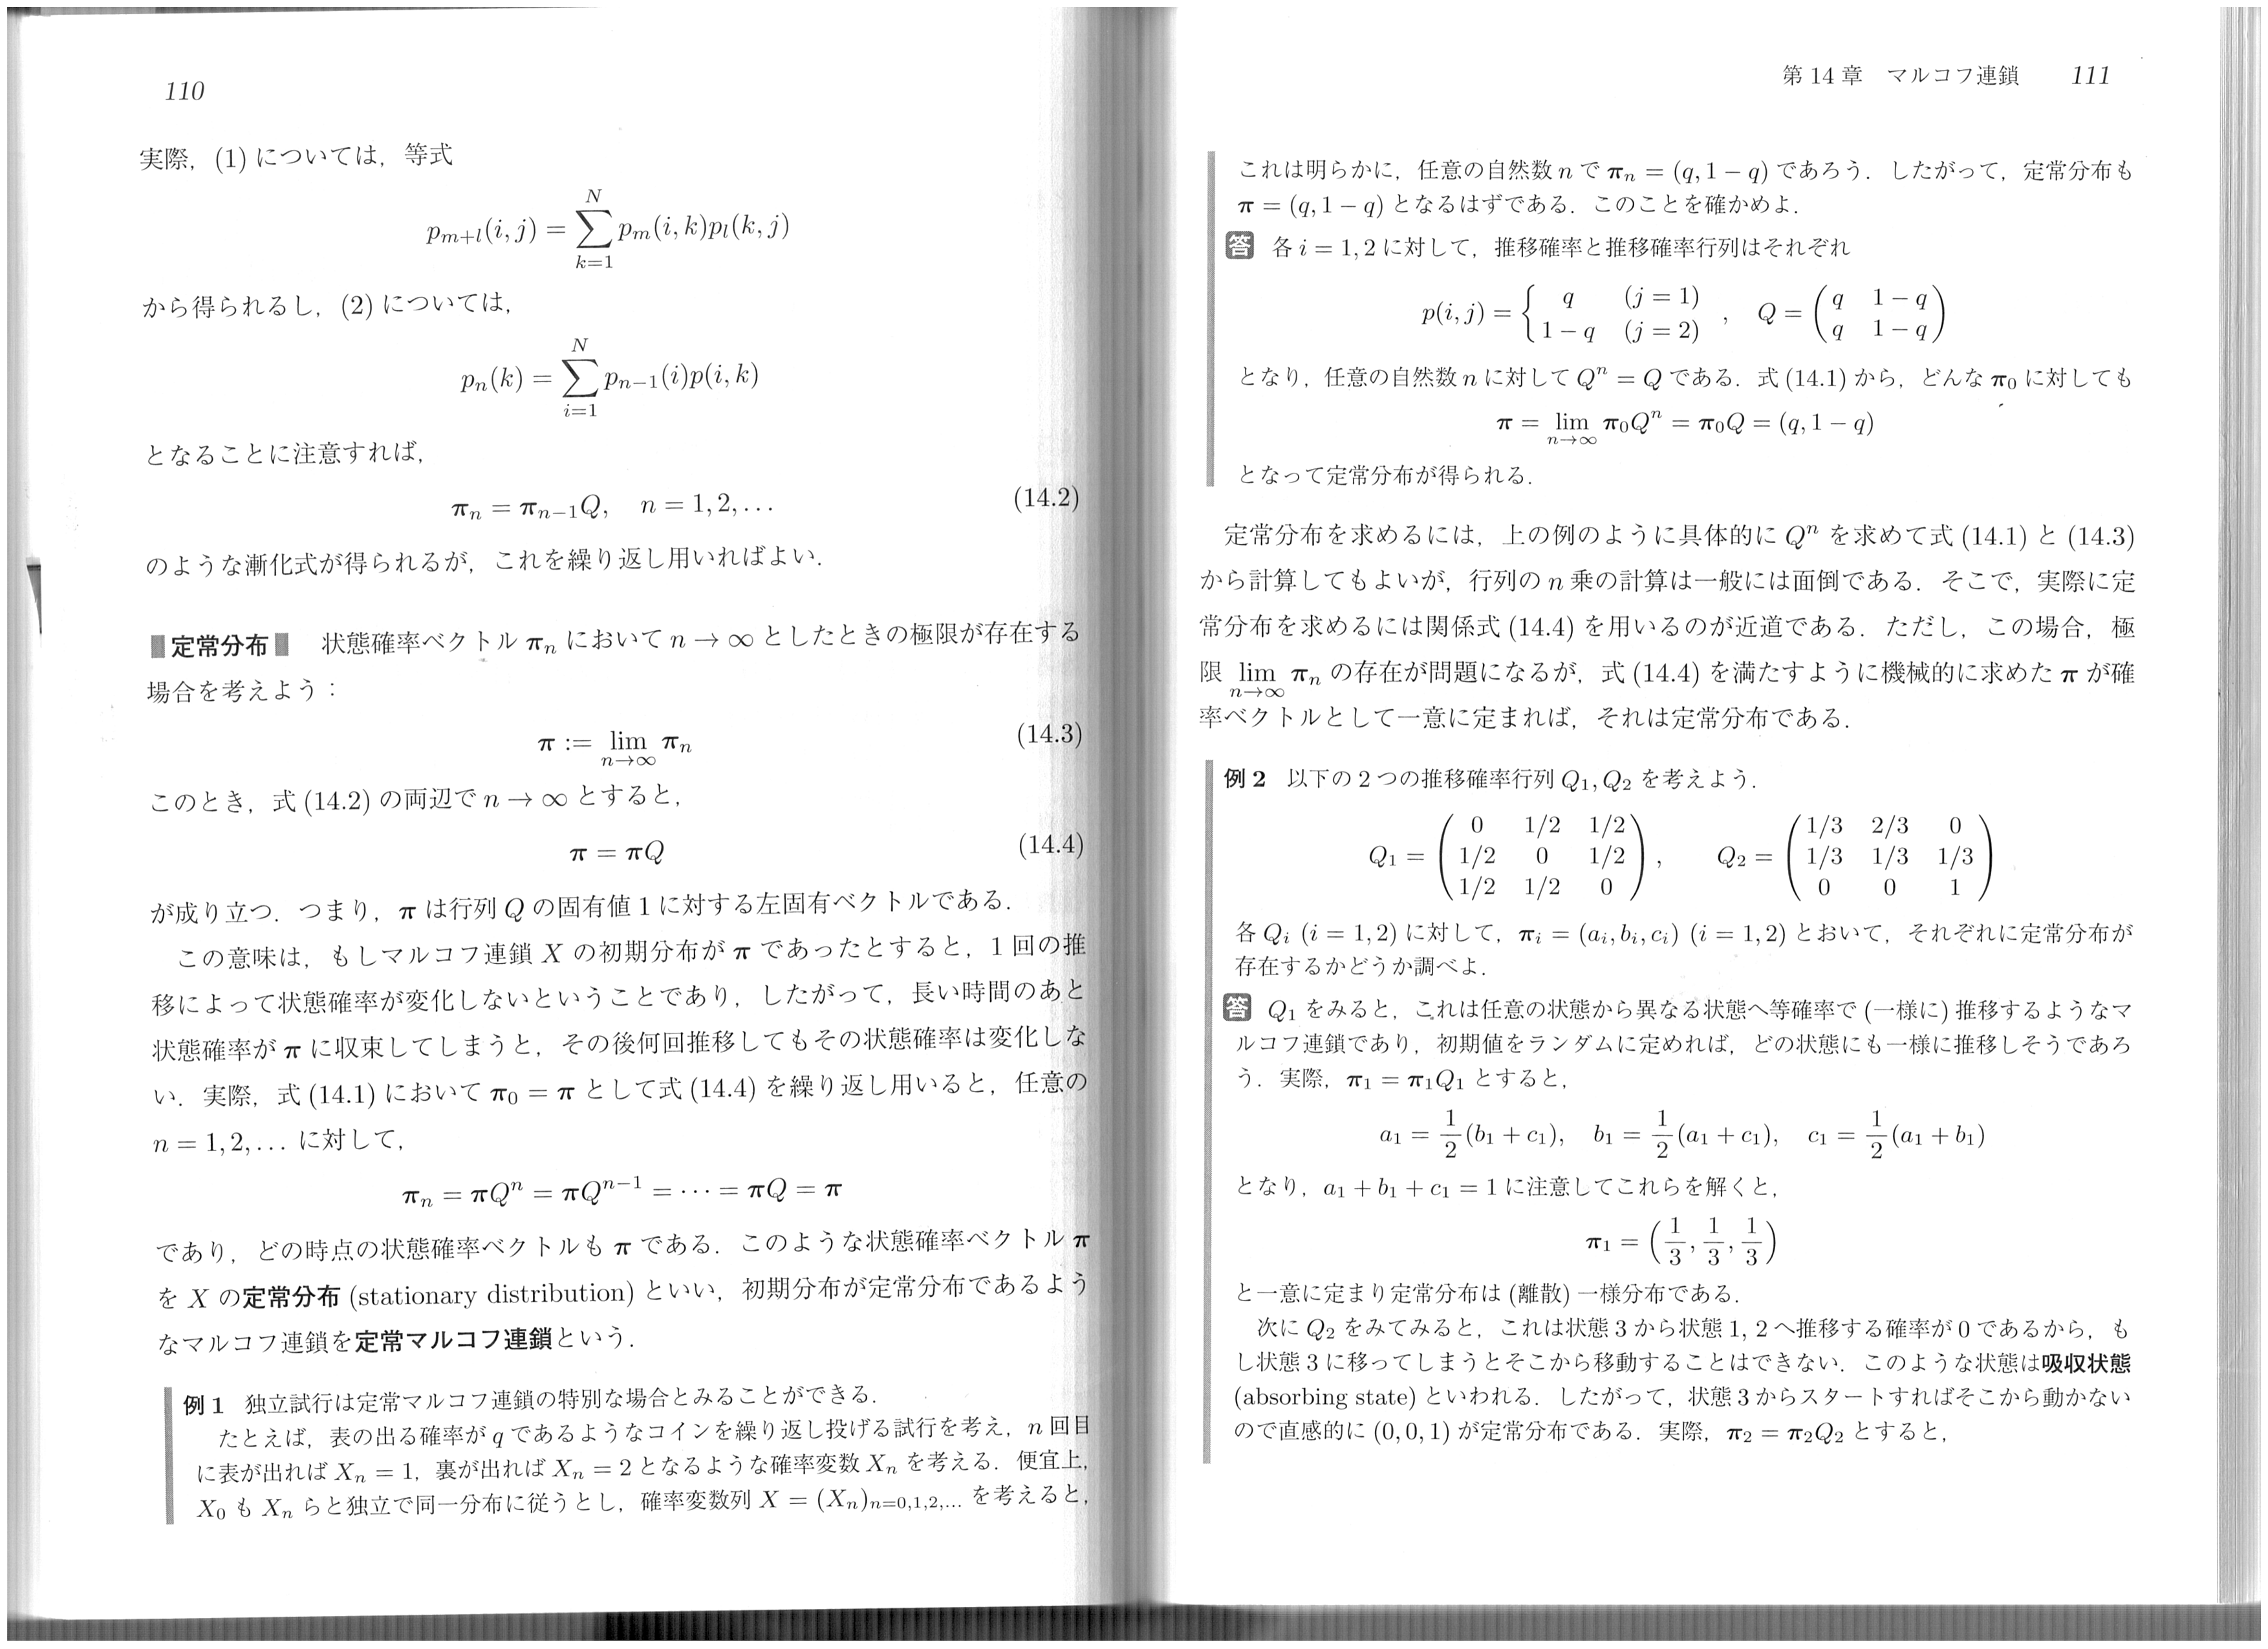 110
実際，(1) については，等式
p_{m+l}(i, j) = \sum_{k=1}^{N} p_m(i, k)p_l(k, j)
から得られるし，(2) については，
p_n(k) = \sum_{i=1}^{N} p_{n-1}(i)p(i, k)
となることに注意すれば，
π_n = π_{n-1}Q,　n = 1, 2, . . .　(14.2)
のような漸化式が得られるが，これを繰り返し用いればよい．
定常分布　状態確率ベクトル π_n において n → ∞ としたときの極限が存在する
場合を考えよう：
π := \lim_{n→∞} π_n　(14.3)
このとき，式 (14.2) の両辺で n → ∞ とすると，
π = πQ　(14.4)
が成り立つ．つまり，π は行列 Q の固有値 1 に対する左固有ベクトルである．
この意味は，もしマルコフ連鎖 X の初期分布が π であったとすると，1 回の推
移によって状態確率が変化しないということであり，したがって，長い時間のあと
状態確率が π に収束してしまうと，その後何回推移してもその状態確率は変化しな
い．実際，式 (14.1) において π_0 = π として式 (14.4) を繰り返し用いると，任意の
n = 1, 2, . . . に対して，
π_n = πQ^n = πQ^{n-1} = · · · = πQ = π
であり，どの時点の状態確率ベクトルも π である．このような状態確率ベクトル π
を X の定常分布 (stationary distribution) といい，初期分布が定常分布であるよう
なマルコフ連鎖を定常マルコフ連鎖という．
例 1　独立試行は定常マルコフ連鎖の特別な場合とみることができる．
たとえば，表の出る確率が q であるようなコインを繰り返し投げる試行を考え，n 回目
に表が出れば X_n = 1，裏が出れば X_n = 2 となるような確率変数 X_n を考える．便宜上，
X_0 も X_n らと独立で同一分布に従うとし，確率変数列 X = (X_n)_{n=0,1,2,...} を考えると，
第 14 章　マルコフ連鎖　111
これは明らかに，任意の自然数 n で π_n = (q, 1 − q) であろう．したがって，定常分布も
π = (q, 1 − q) となるはずである．このことを確かめよ．
答　各 i = 1, 2 に対して，推移確率と推移確率行列はそれぞれ
p(i, j) = { q (j = 1)　1 − q (j = 2) ,　Q = ( q　1 − q ; q　1 − q )
となり，任意の自然数 n に対して Q^n = Q である．式 (14.1) から，どんな π_0 に対しても
π = \lim_{n→∞} π_0Q^n = π_0Q = (q, 1 − q)
となって定常分布が得られる．
定常分布を求めるには，上の例のように具体的に Q^n を求めて式 (14.1) と (14.3)
から計算してもよいが，行列の n 乗の計算は一般には面倒である．そこで，実際に定
常分布を求めるには関係式 (14.4) を用いるのが近道である．ただし，この場合，極
限 \lim_{n→∞} π_n の存在が問題になるが，式 (14.4) を満たすように機械的に求めた π が確
率ベクトルとして一意に定まれば，それは定常分布である．
例 2　以下の 2 つの推移確率行列 Q_1, Q_2 を考えよう．
Q_1 = ( 0　1/2　1/2 ; 1/2　0　1/2 ; 1/2　1/2　0 ) ,　Q_2 = ( 1/3　2/3　0 ; 1/3　1/3　1/3 ; 0　0　1 )
各 Q_i (i = 1, 2) に対して，π_i = (a_i, b_i, c_i) (i = 1, 2) とおいて，それぞれに定常分布が
存在するかどうか調べよ．
答　Q_1 をみると，これは任意の状態から異なる状態へ等確率で (一様に) 推移するようなマ
ルコフ連鎖であり，初期値をランダムに定めれば，どの状態にも一様に推移しそうであろ
う．実際，π_1 = π_1Q_1 とすると，
a_1 = \frac{1}{2}(b_1 + c_1),　b_1 = \frac{1}{2}(a_1 + c_1),　c_1 = \frac{1}{2}(a_1 + b_1)
となり，a_1 + b_1 + c_1 = 1 に注意してこれらを解くと，
π_1 = (\frac{1}{3}, \frac{1}{3}, \frac{1}{3})
と一意に定まり定常分布は (離散) 一様分布である．
次に Q_2 をみてみると，これは状態 3 から状態 1, 2 へ推移する確率が 0 であるから，も
し状態 3 に移ってしまうとそこから移動することはできない．このような状態は吸収状態
(absorbing state) といわれる．したがって，状態 3 からスタートすればそこから動かない
ので直感的に (0, 0, 1) が定常分布である．実際，π_2 = π_2Q_2 とすると，